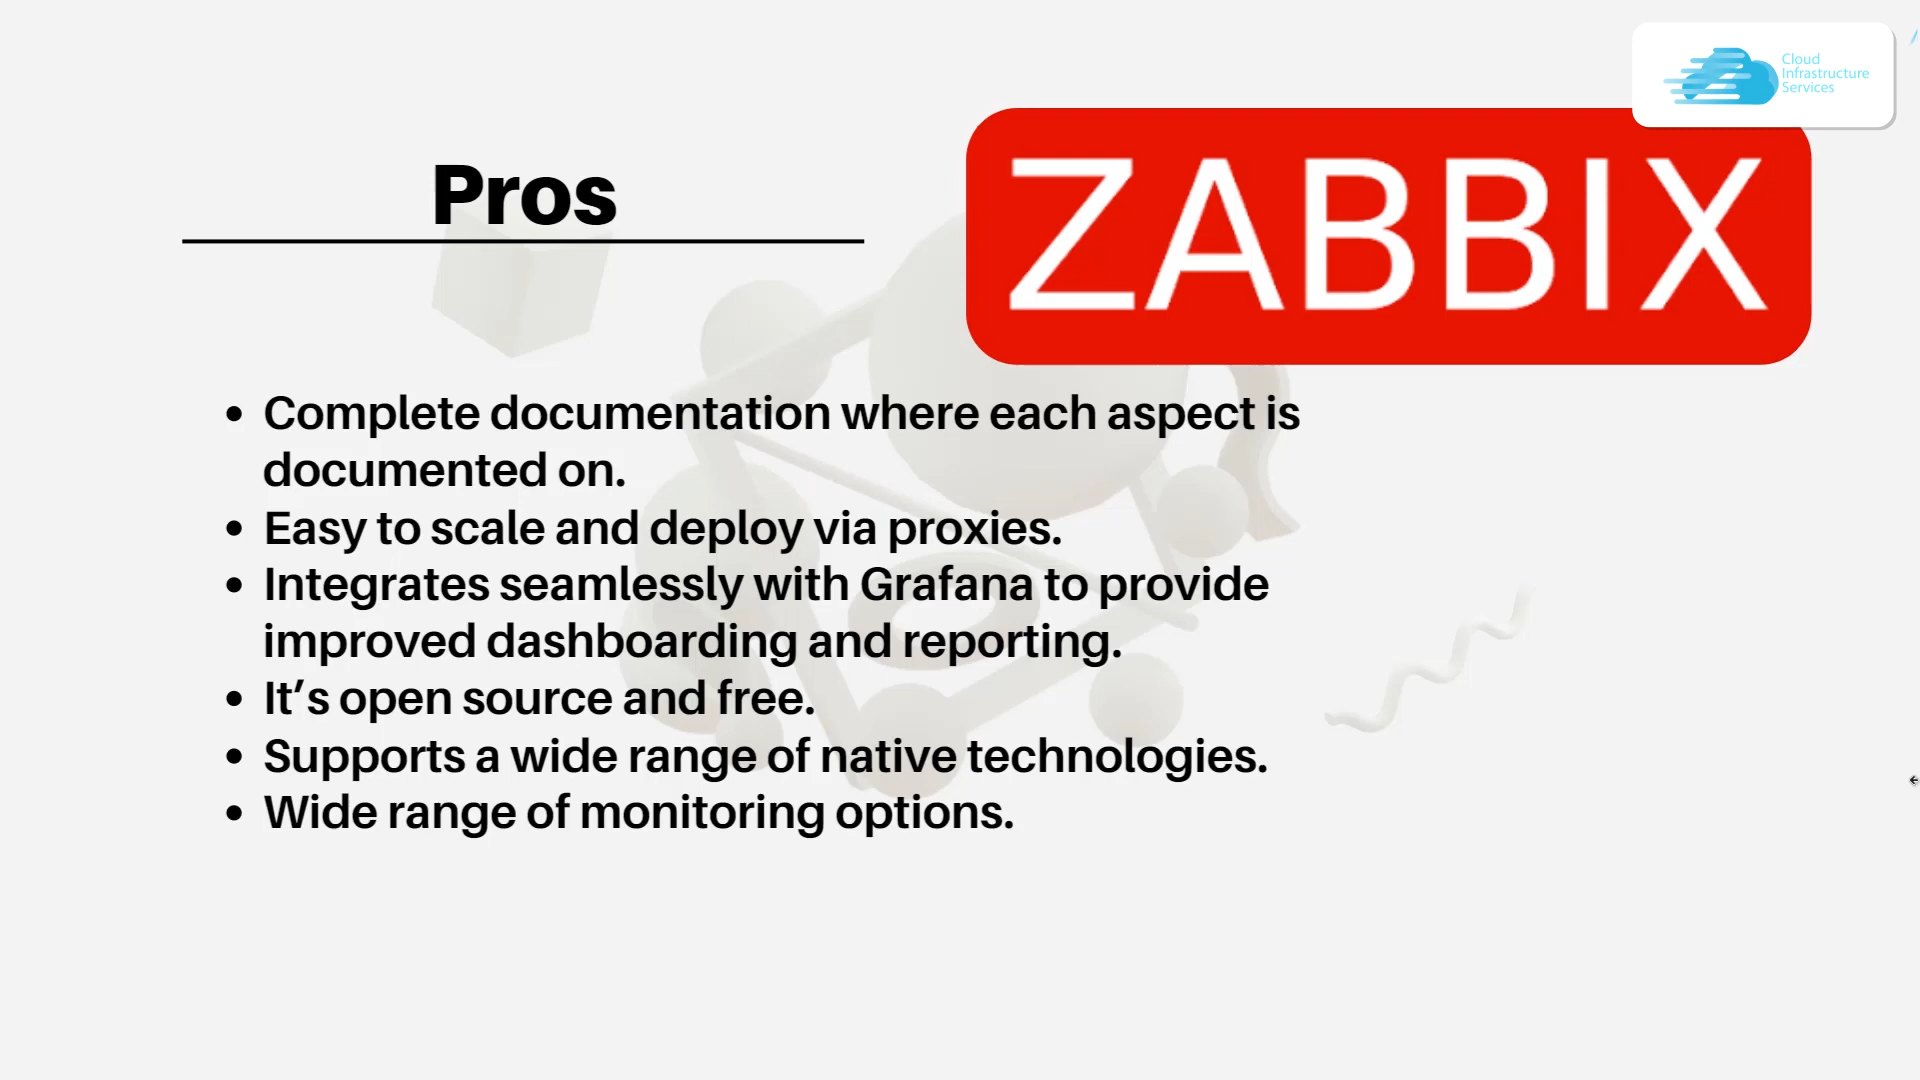 Cloud
Infrastructure
Services
Pros
ZABBIX
• Complete documentation where each aspect is
documented on.
• Easy to scale and deploy via proxies.
• Integrates seamlessly with Grafana to provide
improved dashboarding and reporting.
• It’s open source and free.
• Supports a wide range of native technologies.
• Wide range of monitoring options.